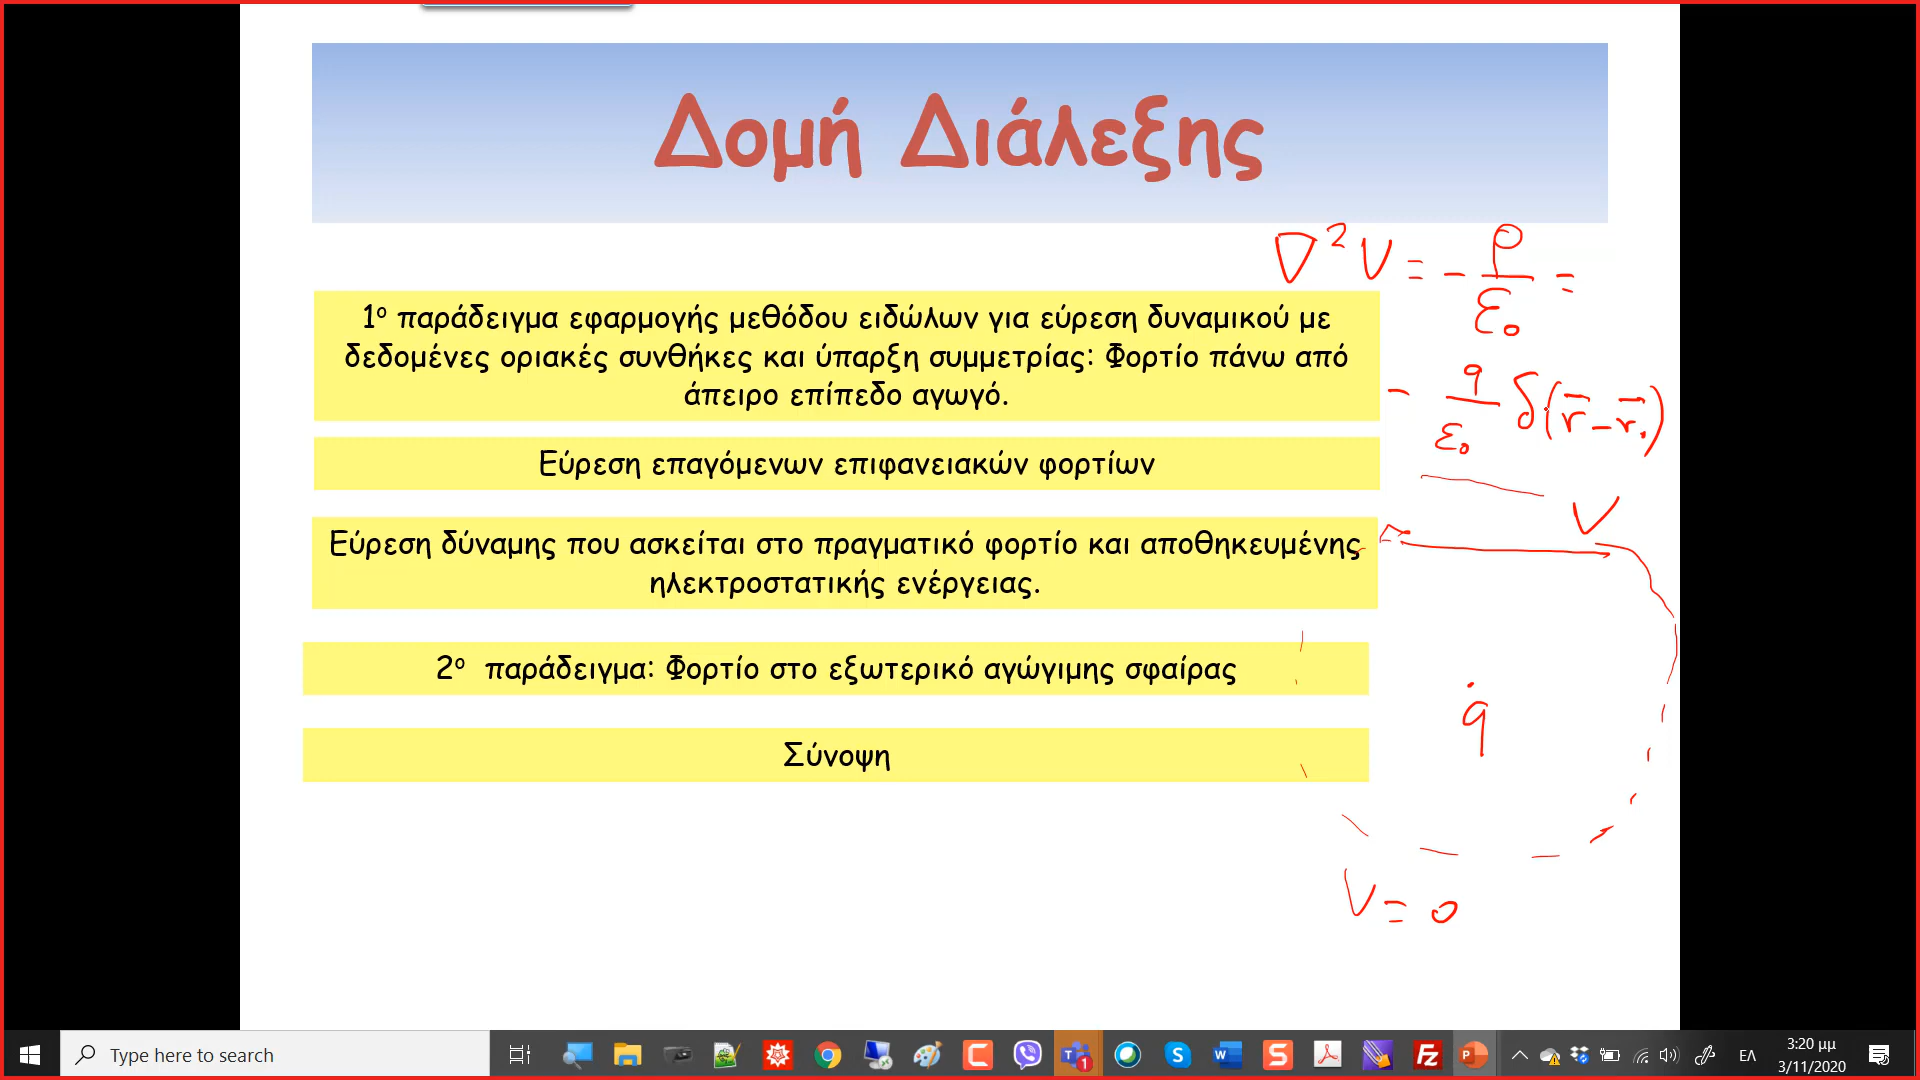 Δομή Διάλεξης
∇²V = - ρ/ε₀ =
1ο παράδειγμα εφαρμογής μεθόδου ειδώλων για εύρεση δυναμικού με
δεδομένες οριακές συνθήκες και ύπαρξη συμμετρίας: Φορτίο πάνω από
άπειρο επίπεδο αγωγό.
- q/ε₀ δ(r⃗ - r⃗.)
Εύρεση επαγόμενων επιφανειακών φορτίων
V
Εύρεση δύναμης που ασκείται στο πραγματικό φορτίο και αποθηκευμένης
ηλεκτροστατικής ενέργειας.
2ο παράδειγμα: Φορτίο στο εξωτερικό αγώγιμης σφαίρας
q
Σύνοψη
V = 0
Type here to search
ΕΛ
3:20 μμ
3/11/2020